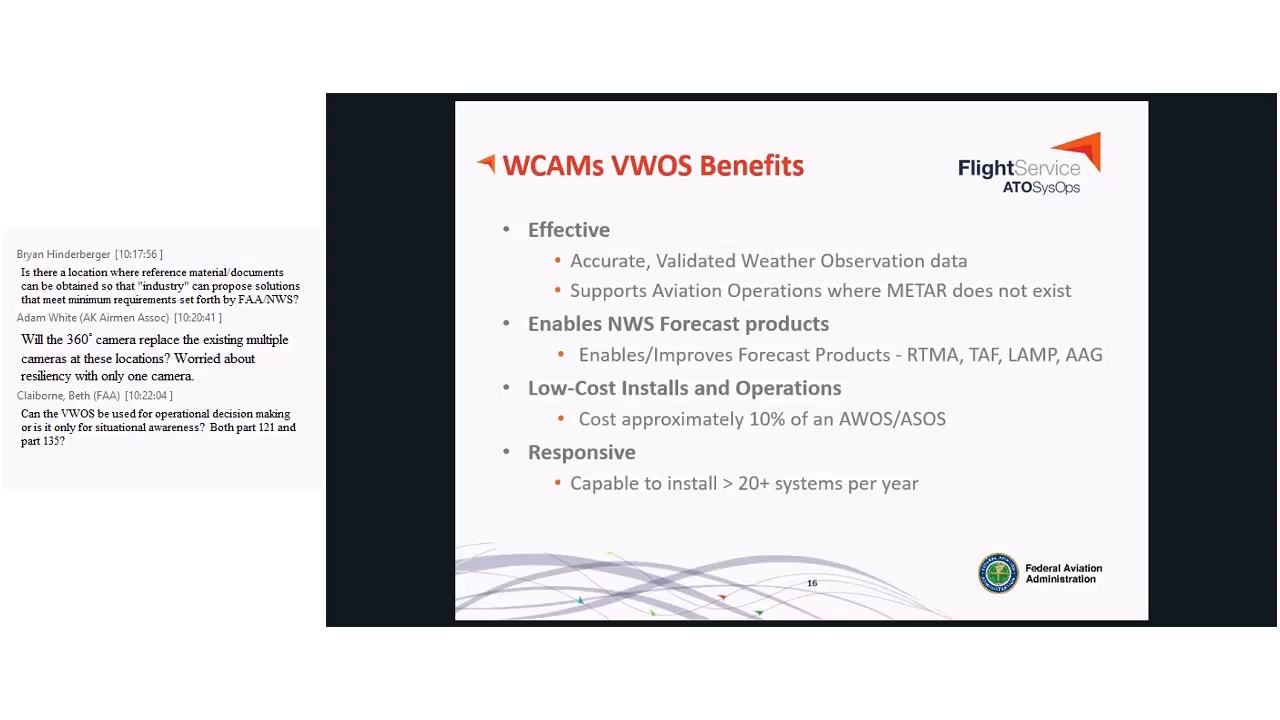 Bryan Hinderberger [10:17:56 ]
Is there a location where reference material/documents
can be obtained so that "industry" can propose solutions
that meet minimum requirements set forth by FAA/NWS?
Adam White (AK Airmen Assoc) [10:20:41 ]
Will the 360° camera replace the existing multiple
cameras at these locations? Worried about
resiliency with only one camera.
Claiborne, Beth (FAA) [10:22:04 ]
Can the VWOS be used for operational decision making
or is it only for situational awareness? Both part 121 and
part 135?
WCAMs VWOS Benefits
FlightService
ATOSysOps
• Effective
• Accurate, Validated Weather Observation data
• Supports Aviation Operations where METAR does not exist
• Enables NWS Forecast products
• Enables/Improves Forecast Products - RTMA, TAF, LAMP, AAG
• Low-Cost Installs and Operations
• Cost approximately 10% of an AWOS/ASOS
• Responsive
• Capable to install > 20+ systems per year
16
Federal Aviation
Administration